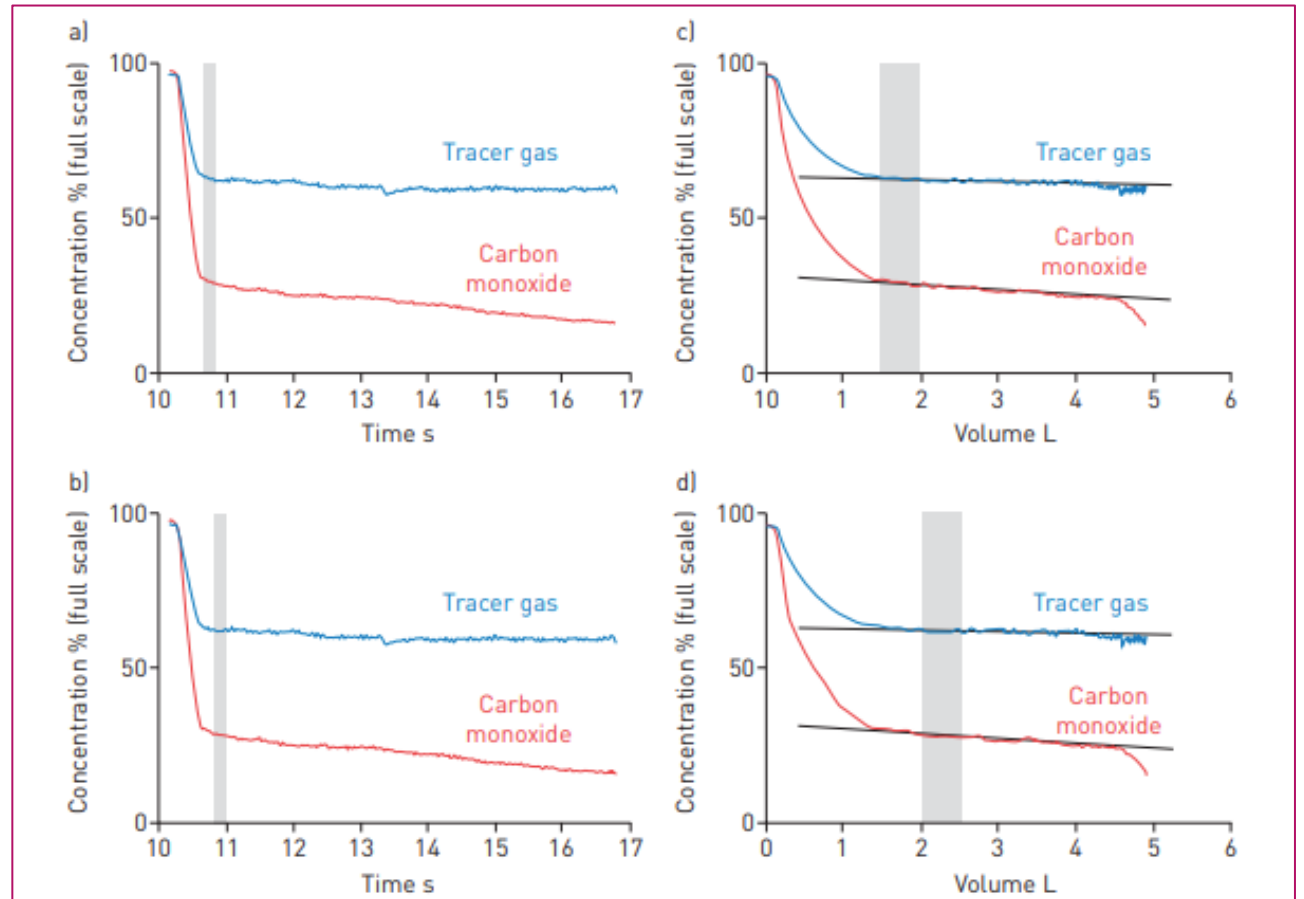 a)
Concentration % (full scale)
100
50
0
Tracer gas
Carbon
monoxide
10 11 12 13 14 15 16 17
Time s
c)
Concentration % (full scale)
100
50
0
Tracer gas
Carbon
monoxide
10 1 2 3 4 5 6
Volume L
b)
Concentration % (full scale)
100
50
0
Tracer gas
Carbon
monoxide
10 11 12 13 14 15 16 17
Time s
d)
Concentration % (full scale)
100
50
0
Tracer gas
Carbon
monoxide
0 1 2 3 4 5 6
Volume L